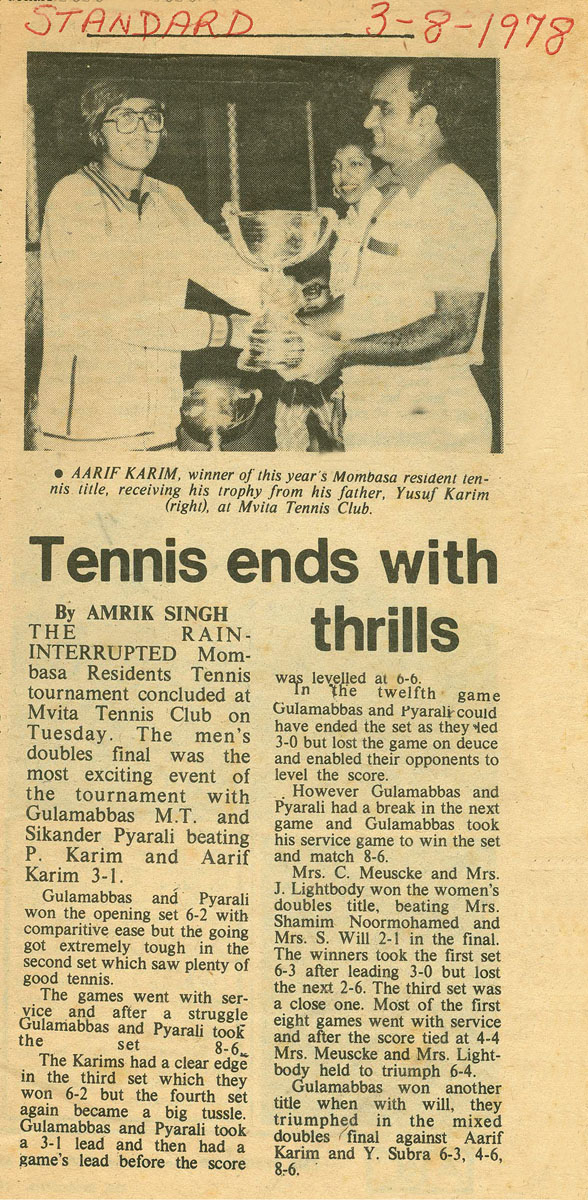 STANDARD 3-8-1978
• AARIF KARIM, winner of this year's Mombasa resident ten-
nis title, receiving his trophy from his father, Yusuf Karim
(right), at Mvita Tennis Club.
Tennis ends with
thrills
By AMRIK SINGH
THE RAIN-
INTERRUPTED Mom-
basa Residents Tennis
tournament concluded at
Mvita Tennis Club on
Tuesday. The men's
doubles final was the
most exciting event of
the tournament with
Gulamabbas M.T. and
Sikander Pyarali beating
P. Karim and Aarif
Karim 3-1.
Gulamabbas and Pyarali
won the opening set 6-2 with
comparitive ease but the going
got extremely tough in the
second set which saw plenty of
good tennis.
The games went with ser-
vice and after a struggle
Gulamabbas and Pyarali took
the set 8-6.
The Karims had a clear edge
in the third set which they
won 6-2 but the fourth set
again became a big tussle.
Gulamabbas and Pyarali took
a 3-1 lead and then had a
game's lead before the score
was levelled at 6-6.
In the twelfth game
Gulamabbas and Pyarali could
have ended the set as they led
3-0 but lost the game on deuce
and enabled their opponents to
level the score.
However Gulamabbas and
Pyarali had a break in the next
game and Gulamabbas took
his service game to win the set
and match 8-6.
Mrs. C. Meuscke and Mrs.
J. Lightbody won the women's
doubles title, beating Mrs.
Shamim Noormohamed and
Mrs. S. Will 2-1 in the final.
The winners took the first set
6-3 after leading 3-0 but lost
the next 2-6. The third set was
a close one. Most of the first
eight games went with service
and after the score tied at 4-4
Mrs. Meuscke and Mrs. Light-
body held to triumph 6-4.
Gulamabbas won another
title when with will, they
triumphed in the mixed
doubles final against Aarif
Karim and Y. Subra 6-3, 4-6,
8-6.